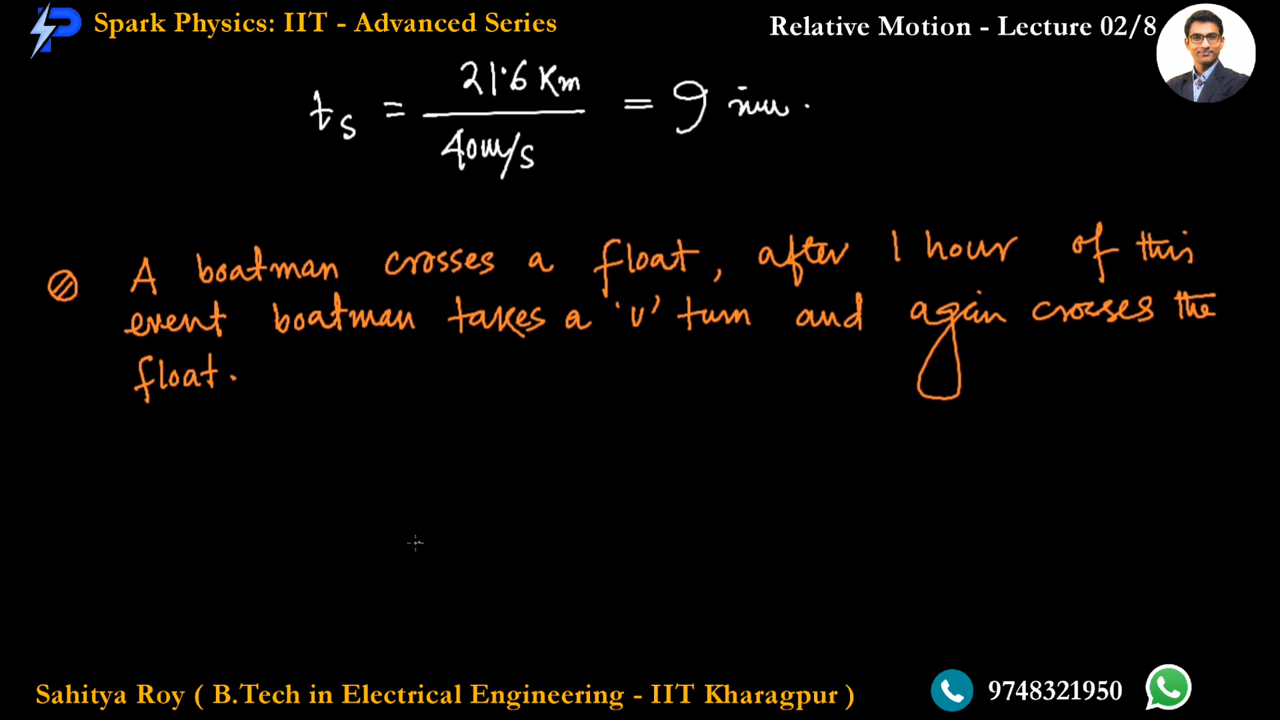 Spark Physics: IIT - Advanced Series
Relative Motion - Lecture 02/8
t_s = 21.6 Km / 40 m/s = 9 min.
A boatman crosses a float, after 1 hour of this
event boatman takes a 'U' turn and again crosses the
float.
Sahitya Roy ( B.Tech in Electrical Engineering - IIT Kharagpur )
9748321950